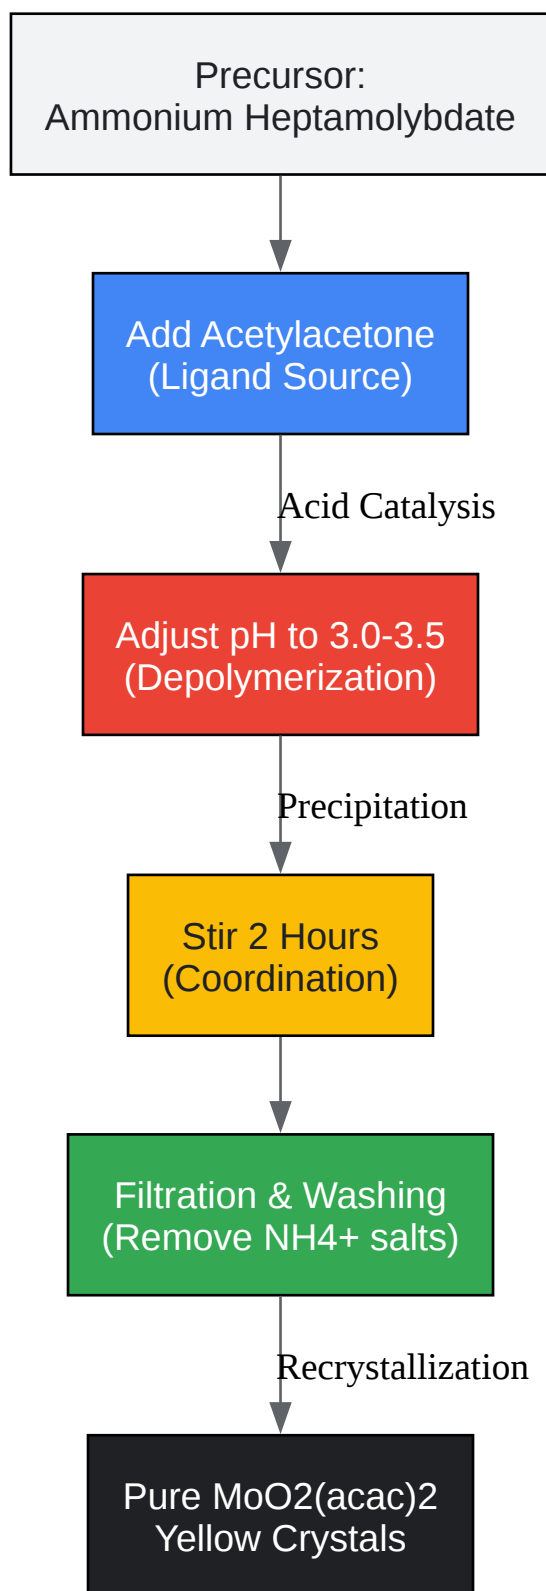 Precursor:
Ammonium Heptamolybdate
Add Acetylacetone
(Ligand Source)
Acid Catalysis
Adjust pH to 3.0-3.5
(Depolymerization)
Precipitation
Stir 2 Hours
(Coordination)
Filtration & Washing
(Remove NH4+ salts)
Recrystallization
Pure MoO2(acac)2
Yellow Crystals